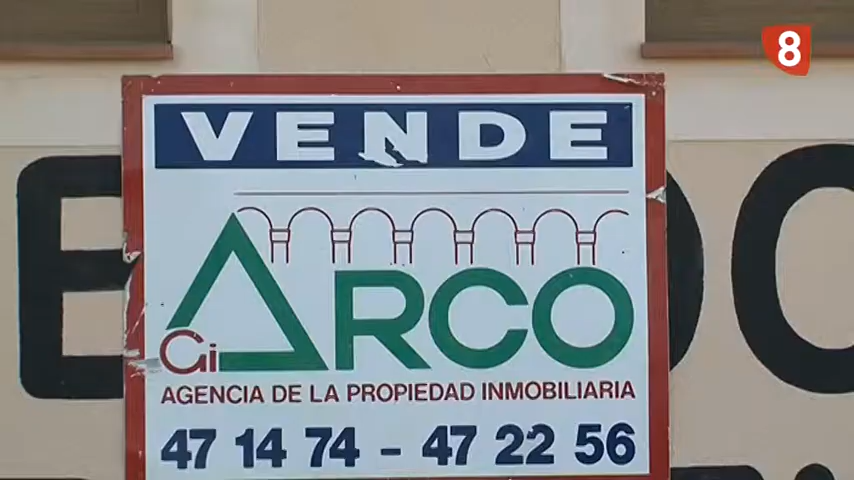 8
VENDE
Gi ARCO
AGENCIA DE LA PROPIEDAD INMOBILIARIA
47 14 74 - 47 22 56